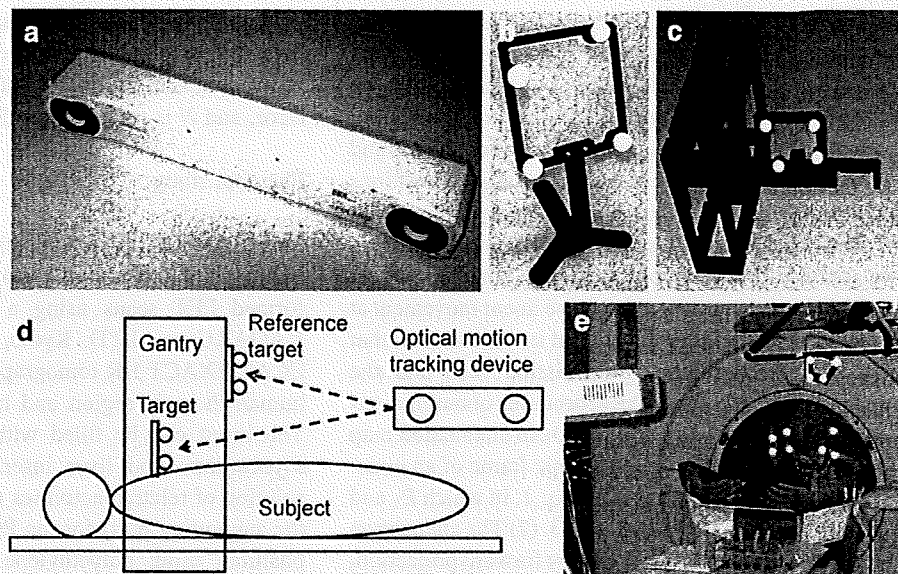 a
c
d
Gantry
Reference
target
Optical motion
tracking device
Target
Subject
e